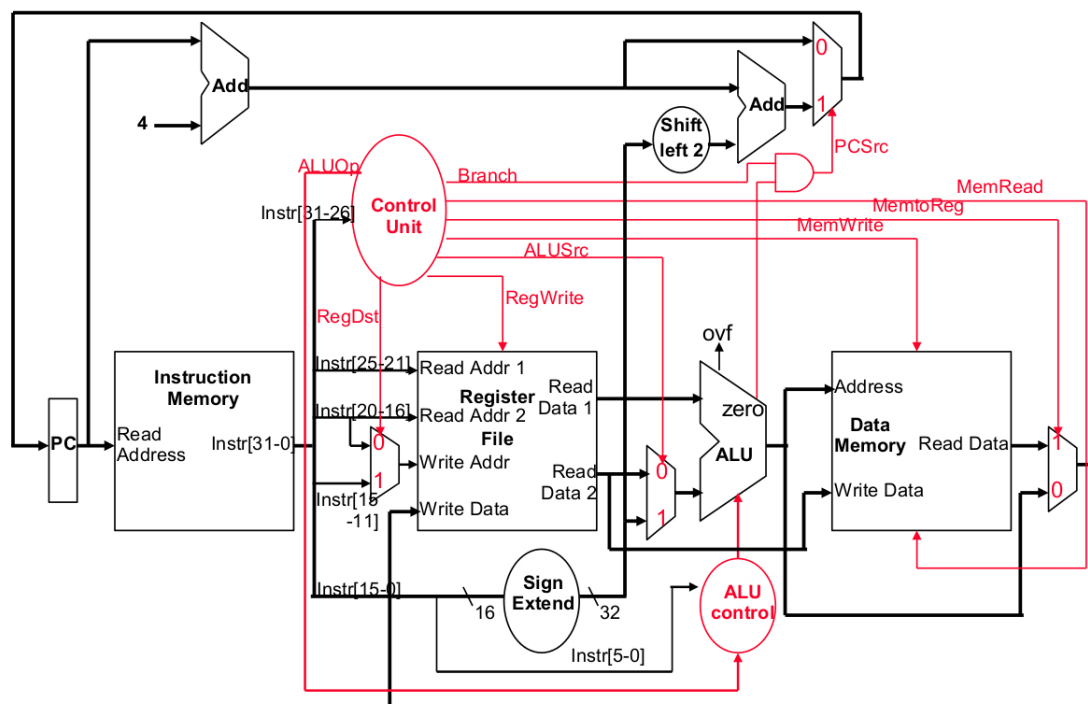 0
Add
Add
4
1
Shift
left 2
PCSrc
ALUOp
Branch
MemRead
Control
Unit
MemtoReg
Instr[31-26]
MemWrite
ALUSrc
RegWrite
RegDst
ovf
Instruction
Memory
Instr[25-21]
Read Addr 1
Register
File
Read
Data 1
zero
Address
Data
Memory
Instr[20-16]
Read Addr 2
PC
Read
Address
Instr[31-0]
0
1
Write Addr
Read
Data 2
0
1
ALU
Read Data
1
0
Instr[15
-11]
Write Data
Write Data
Instr[15-0]
16
Sign
Extend
32
ALU
control
Instr[5-0]